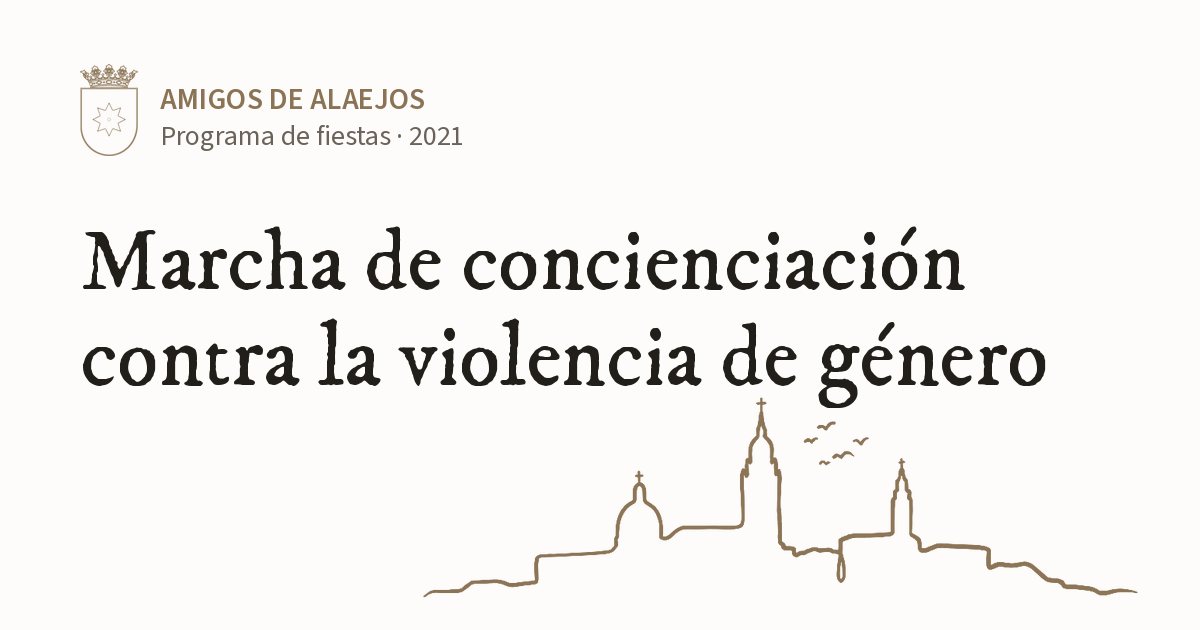 AMIGOS DE ALAEJOS
Programa de fiestas · 2021
Marcha de concienciación
contra la violencia de género